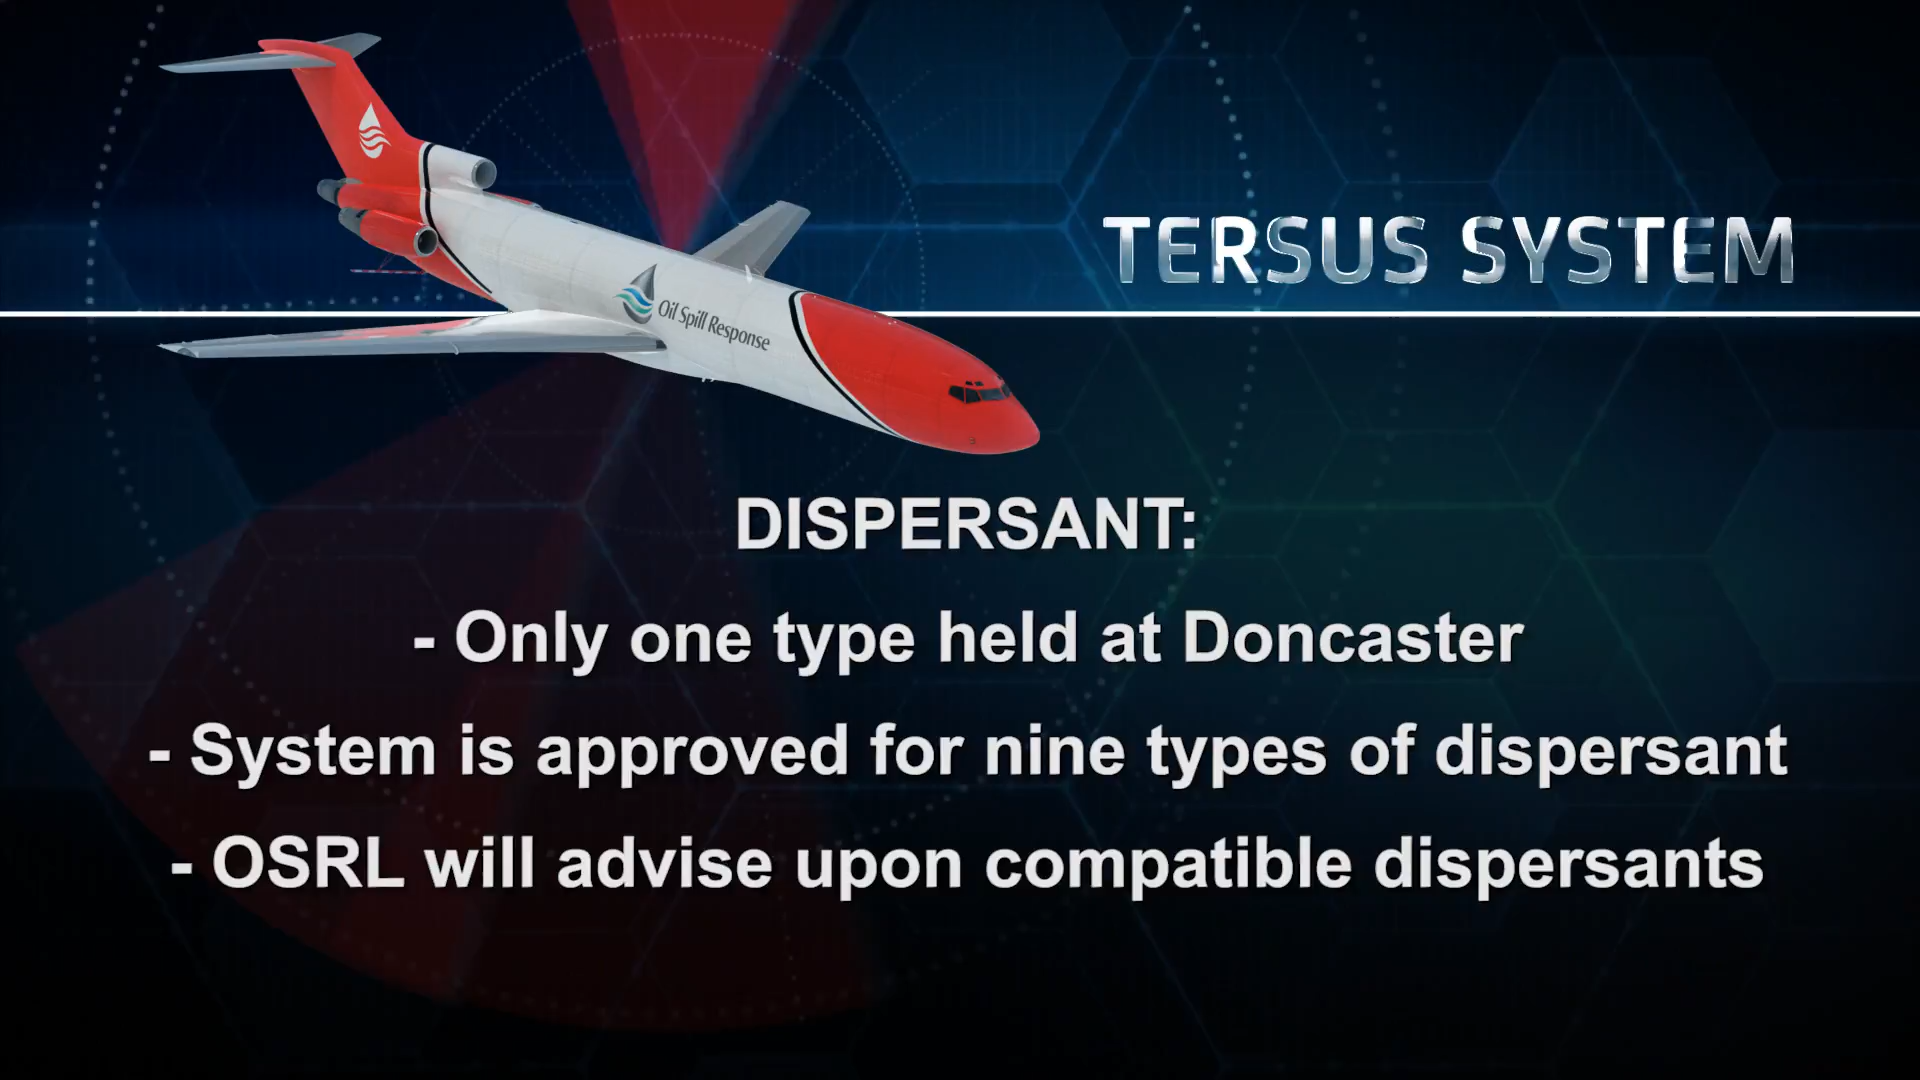 TERSUS SYSTEM
Oil Spill Response
DISPERSANT:
- Only one type held at Doncaster
- System is approved for nine types of dispersant
- OSRL will advise upon compatible dispersants